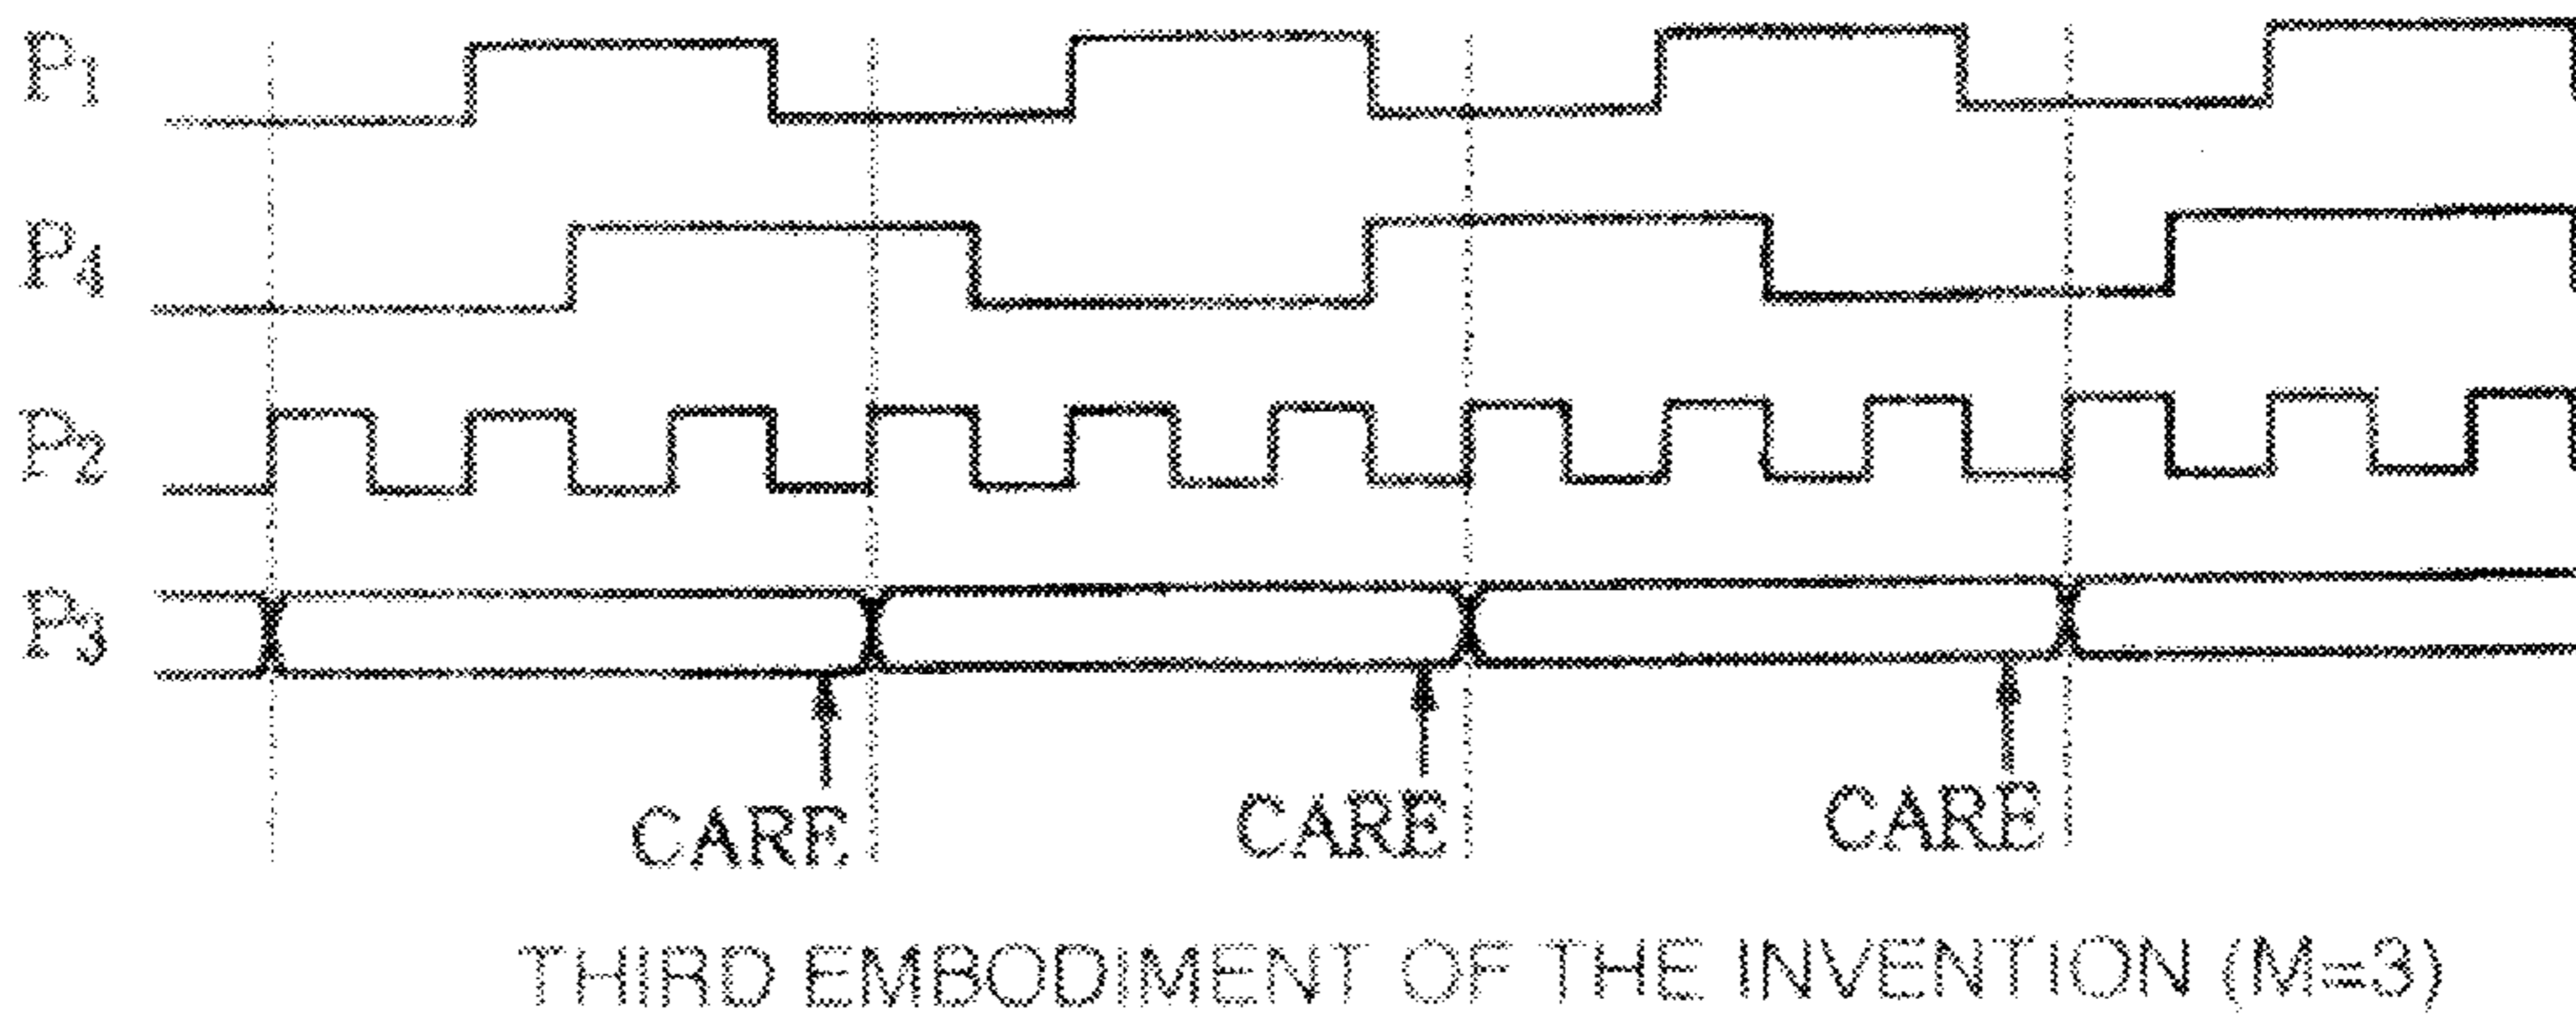 P1
P4
P2
P3
CARE CARE CARE
THIRD EMBODIMENT OF THE INVENTION (M=3)